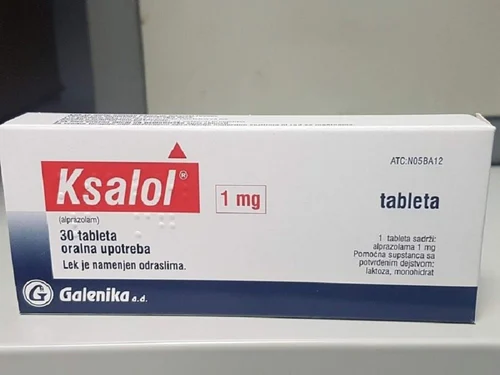 Ksalol®
1 mg
(alprazolam)
30 tableta
oralna upotreba
Lek je namenjen odraslima.
ATC:N05BA12
tableta
1 tableta sadrži:
alprazolama 1 mg
Pomoćna supstanca sa
potvrđenim dejstvom:
laktoza, monohidrat
G Galenika a.d.